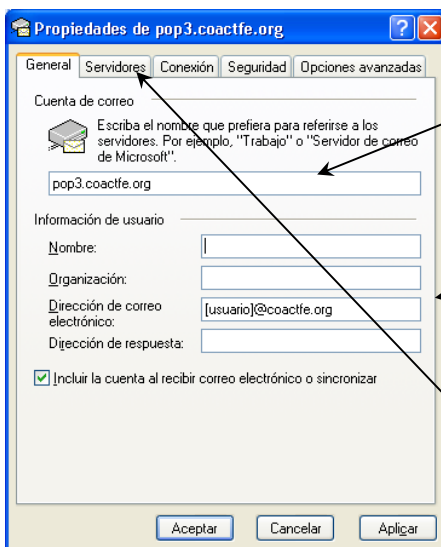 Propiedades de pop3.coactfe.org
General Servidores Conexión Seguridad Opciones avanzadas
Cuenta de correo
Escriba el nombre que prefiera para referirse a los
servidores. Por ejemplo, "Trabajo" o "Servidor de correo
de Microsoft".
pop3.coactfe.org
Información de usuario
Nombre:
Organización:
Dirección de correo
electrónico:
[usuario]@coactfe.org
Dirección de respuesta:
Incluir la cuenta al recibir correo electrónico o sincronizar
Aceptar Cancelar Aplicar